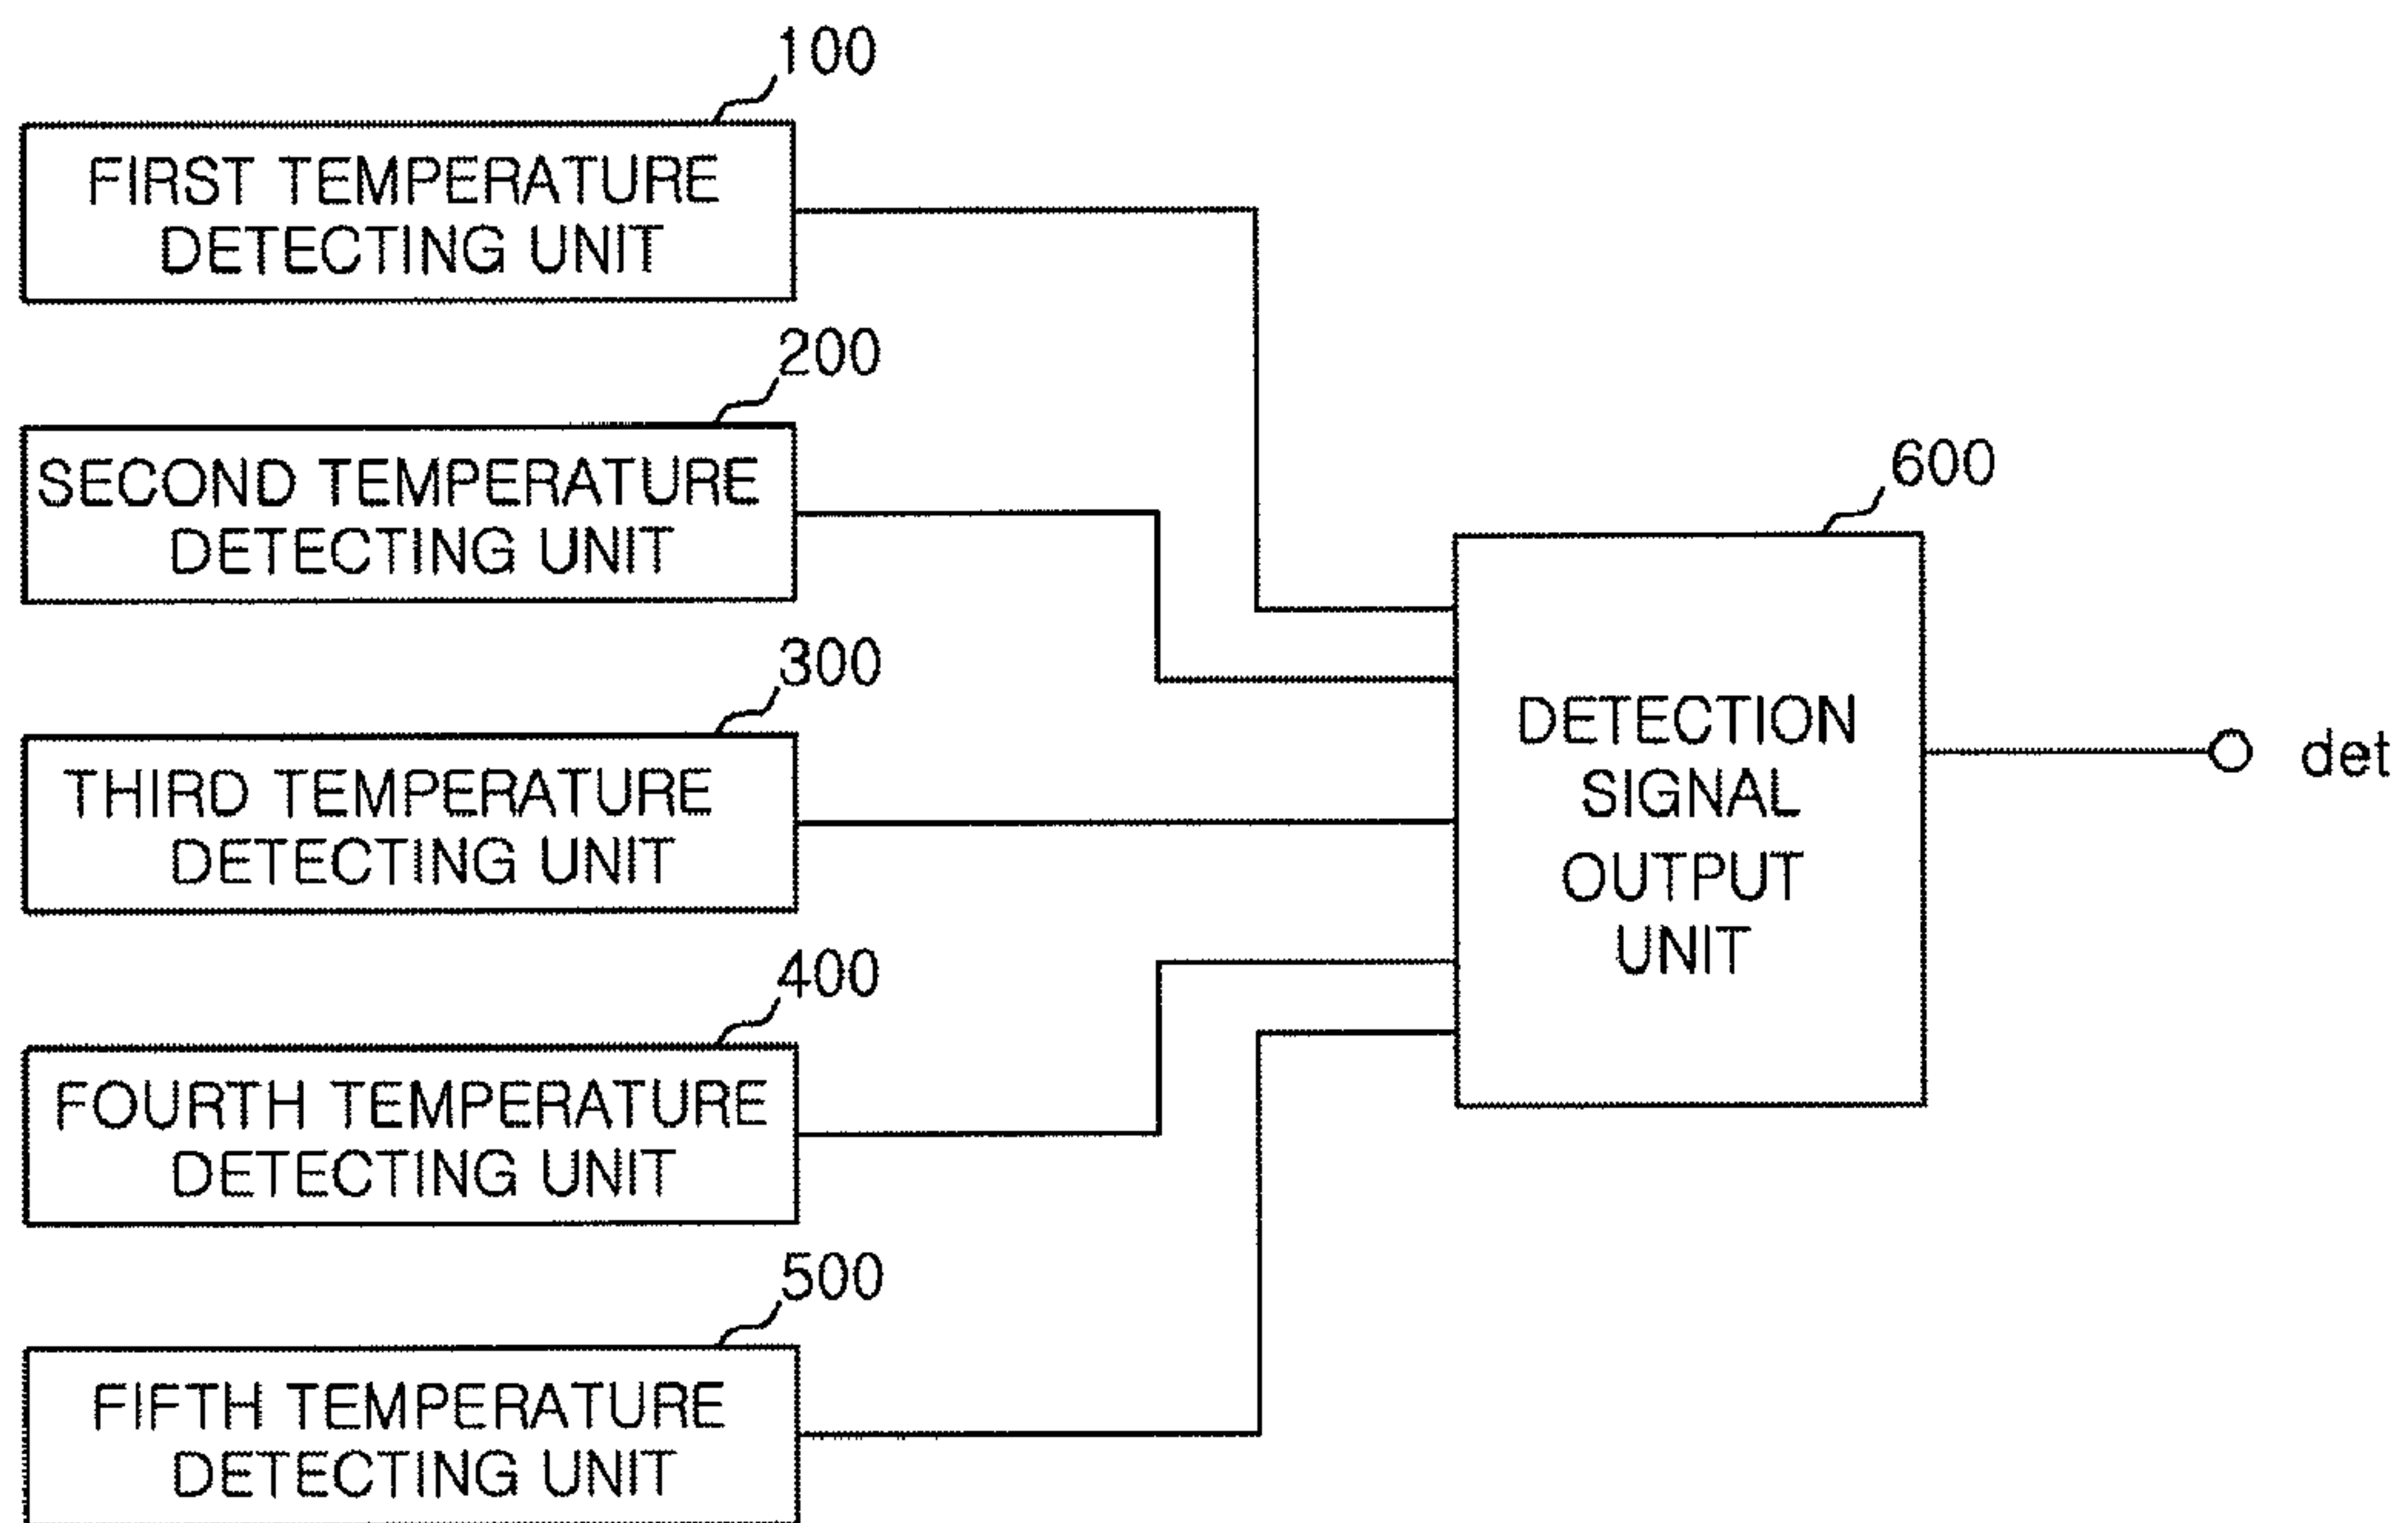 100
FIRST TEMPERATURE
DETECTING UNIT
200
SECOND TEMPERATURE
DETECTING UNIT
300
THIRD TEMPERATURE
DETECTING UNIT
400
FOURTH TEMPERATURE
DETECTING UNIT
500
FIFTH TEMPERATURE
DETECTING UNIT
600
DETECTION
SIGNAL
OUTPUT
UNIT
det